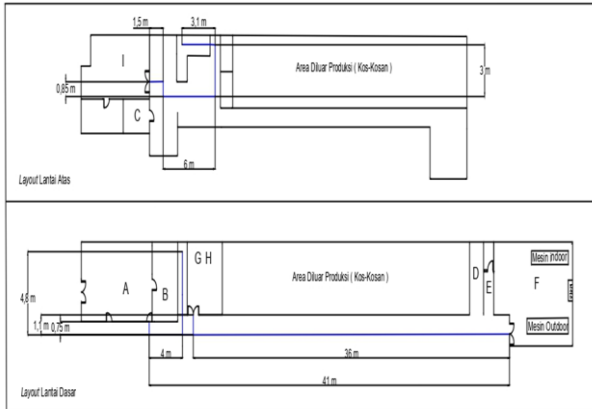 1,5 m
3,1 m
I
Area Diluar Produksi ( Kos-Kosan )
3 m
0,85 m
C
6 m
Layout Lantai Atas
G H
Mesin Indoor
Area Diluar Produksi ( Kos-Kosan )
D
A
B
E
F
4,8 m
1,1 m
0,75 m
Mesin Outdoor
4 m
36 m
41 m
Layout Lantai Dasar